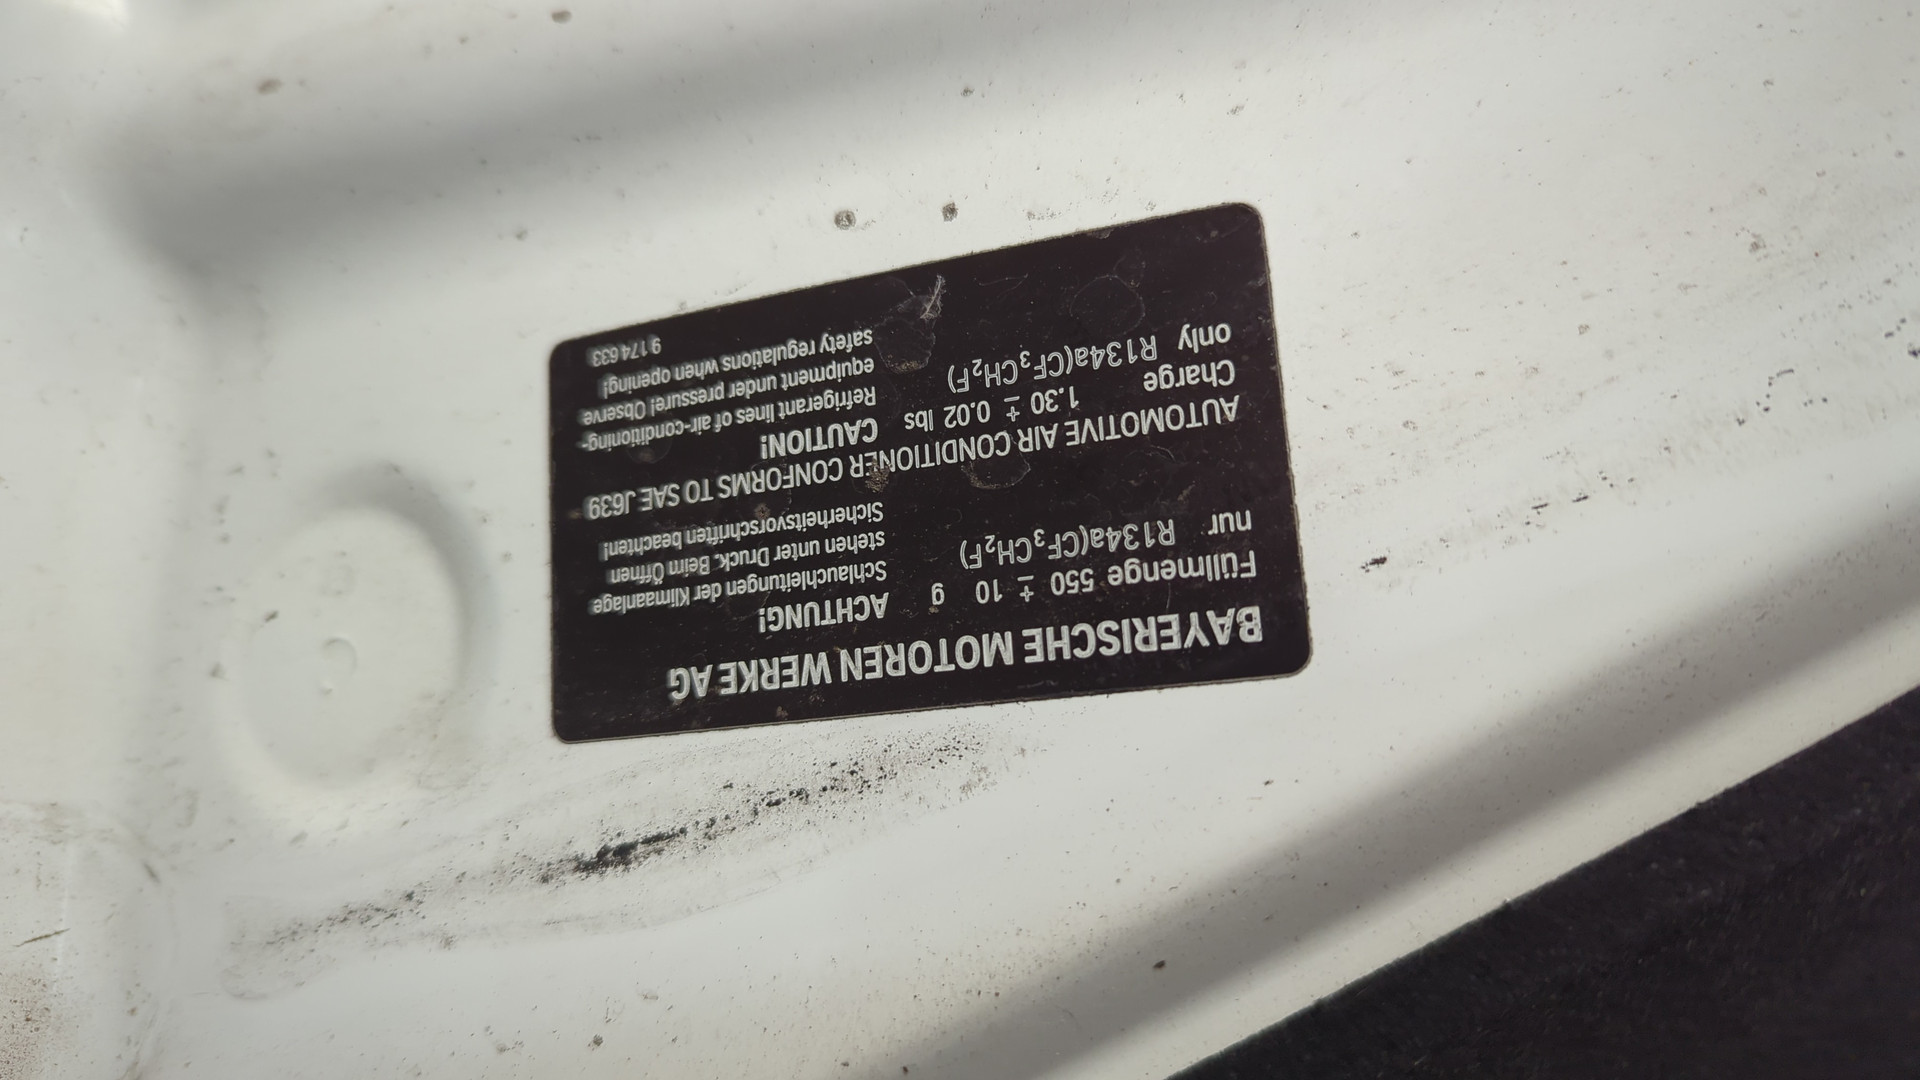 BAYERISCHE MOTOREN WERKE AG
Füllmenge 550 ± 10 g
nur R134a(CF₃CH₂F)
ACHTUNG!
Schlauchleitungen der Klimaanlage
stehen unter Druck. Beim Öffnen
Sicherheitsvorschriften beachten!
AUTOMOTIVE AIR CONDITIONER CONFORMS TO SAE J639
Charge 1.30 ± 0.02 lbs
only R134a(CF₃CH₂F)
CAUTION!
Refrigerant lines of air-conditioning-
equipment under pressure! Observe
safety regulations when opening!
9 174 633